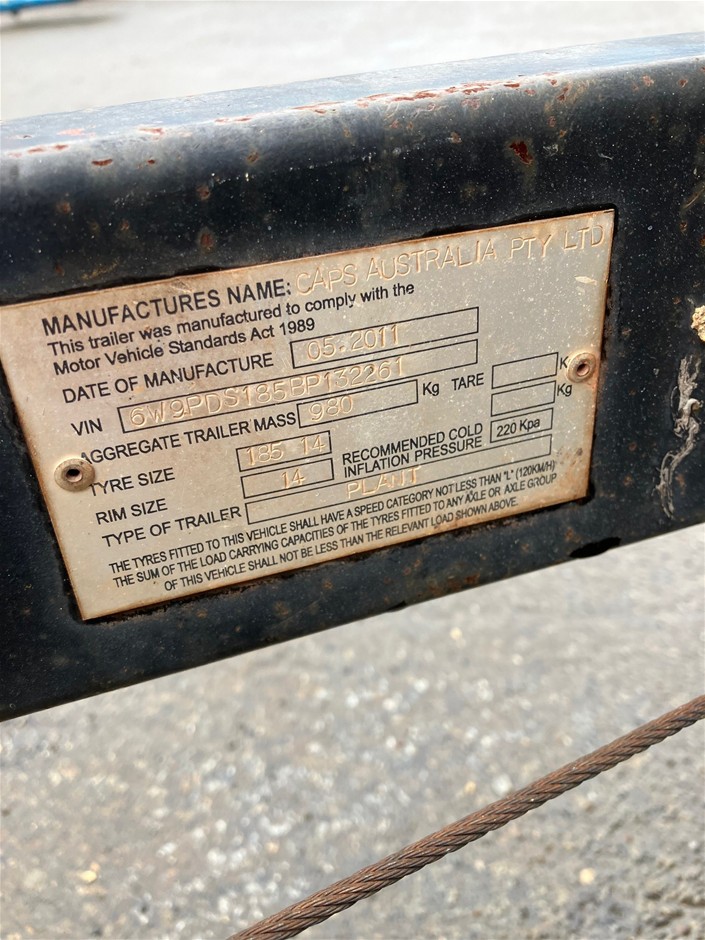 MANUFACTURES NAME: CAPS AUSTRALIA PTY LTD
This trailer was manufactured to comply with the
Motor Vehicle Standards Act 1989
DATE OF MANUFACTURE 05-2011
VIN 6W9PDS185BP132261
AGGREGATE TRAILER MASS 980 Kg TARE K
Kg
TYRE SIZE 185 14 RECOMMENDED COLD INFLATION PRESSURE 220 Kpa
RIM SIZE 14
TYPE OF TRAILER PLANT
THE TYRES FITTED TO THIS VEHICLE SHALL HAVE A SPEED CATEGORY NOT LESS THAN "L" (120KM/H)
THE SUM OF THE LOAD CARRYING CAPACITIES OF THE TYRES FITTED TO ANY AXLE OR AXLE GROUP
OF THIS VEHICLE SHALL NOT BE LESS THAN THE RELEVANT LOAD SHOWN ABOVE.